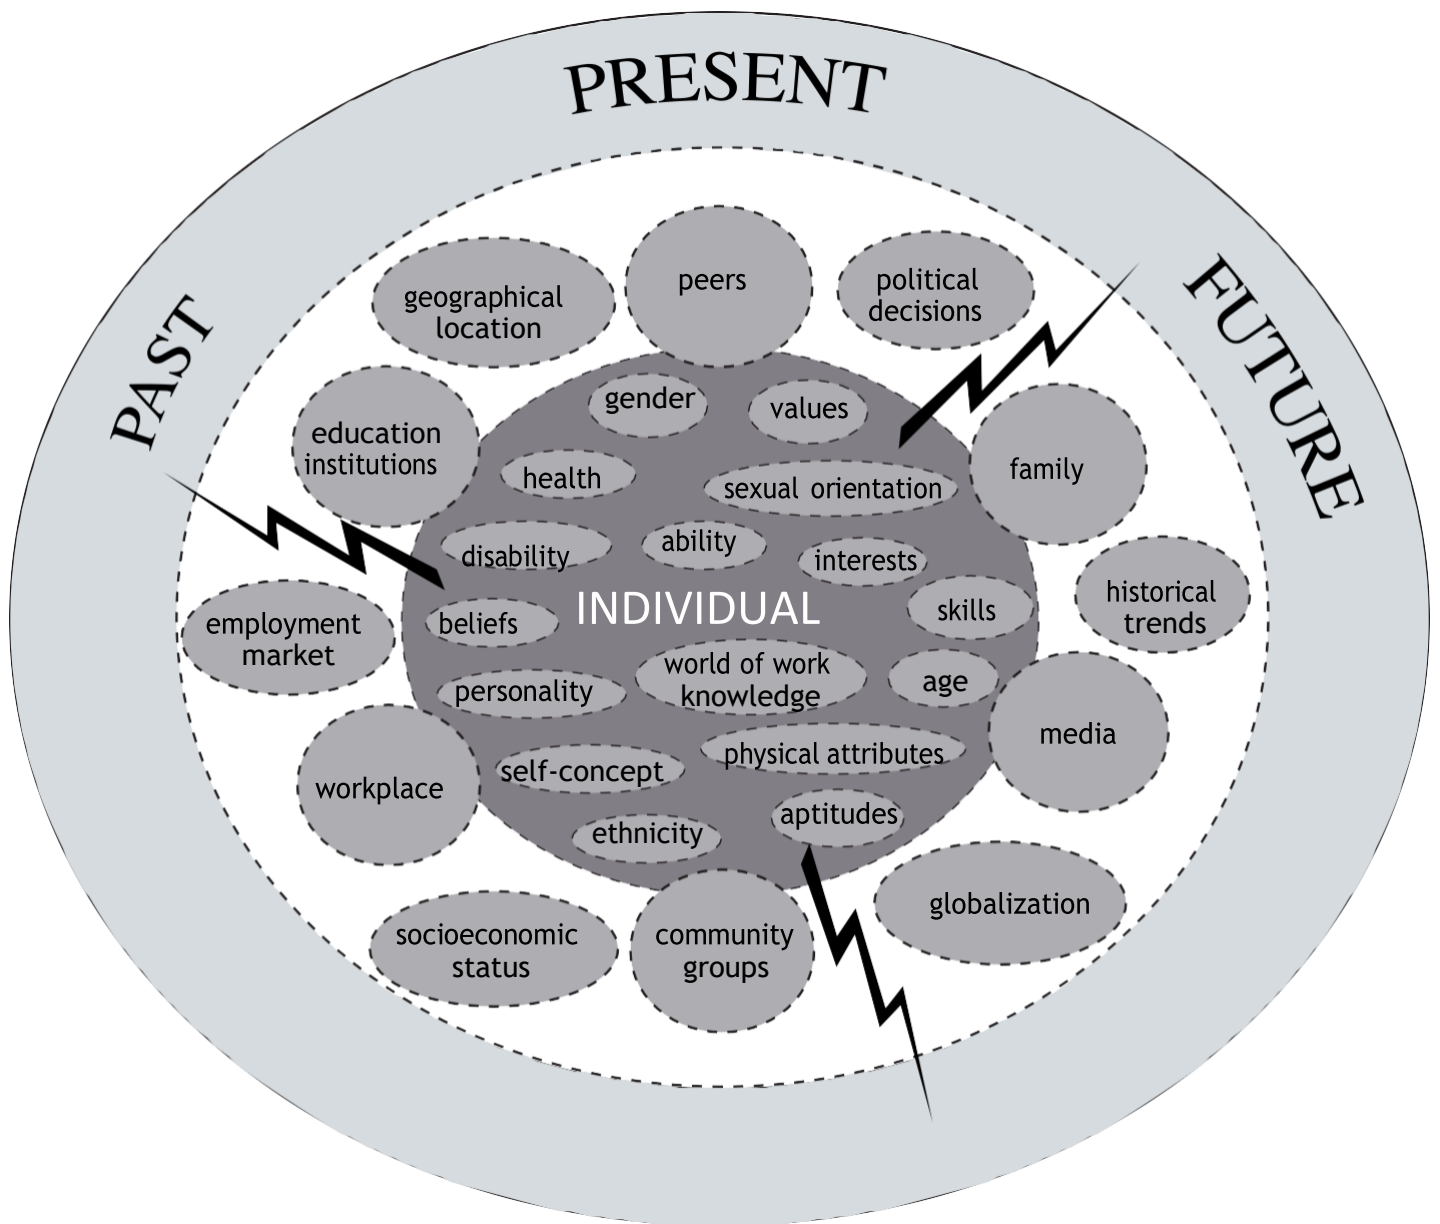 PRESENT
PAST
FUTURE
peers
political
decisions
geographical
location
gender
values
education
institutions
family
health
sexual orientation
disability
ability
interests
INDIVIDUAL
skills
historical
trends
employment
market
beliefs
world of work
knowledge
age
personality
media
physical attributes
self-concept
workplace
aptitudes
ethnicity
globalization
socioeconomic
status
community
groups